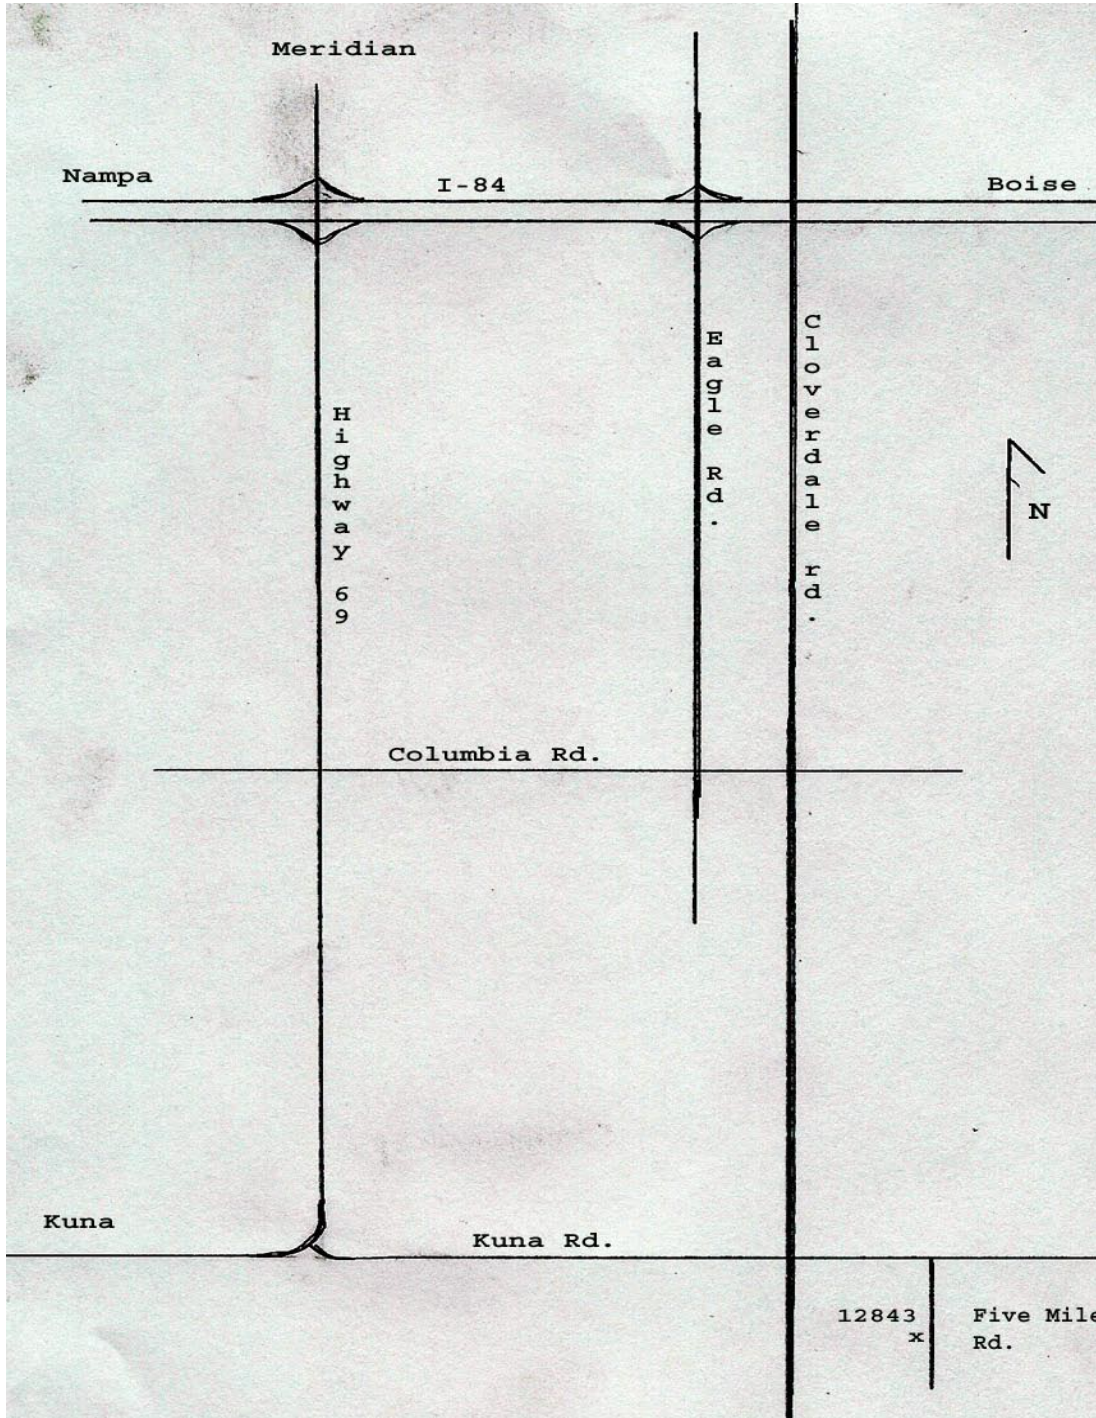 Meridian
Nampa
I-84
Boise
Eagle Rd.
Cloverdale rd.
Highway 69
N
Columbia Rd.
Kuna
Kuna Rd.
12843
x
Five Mile
Rd.